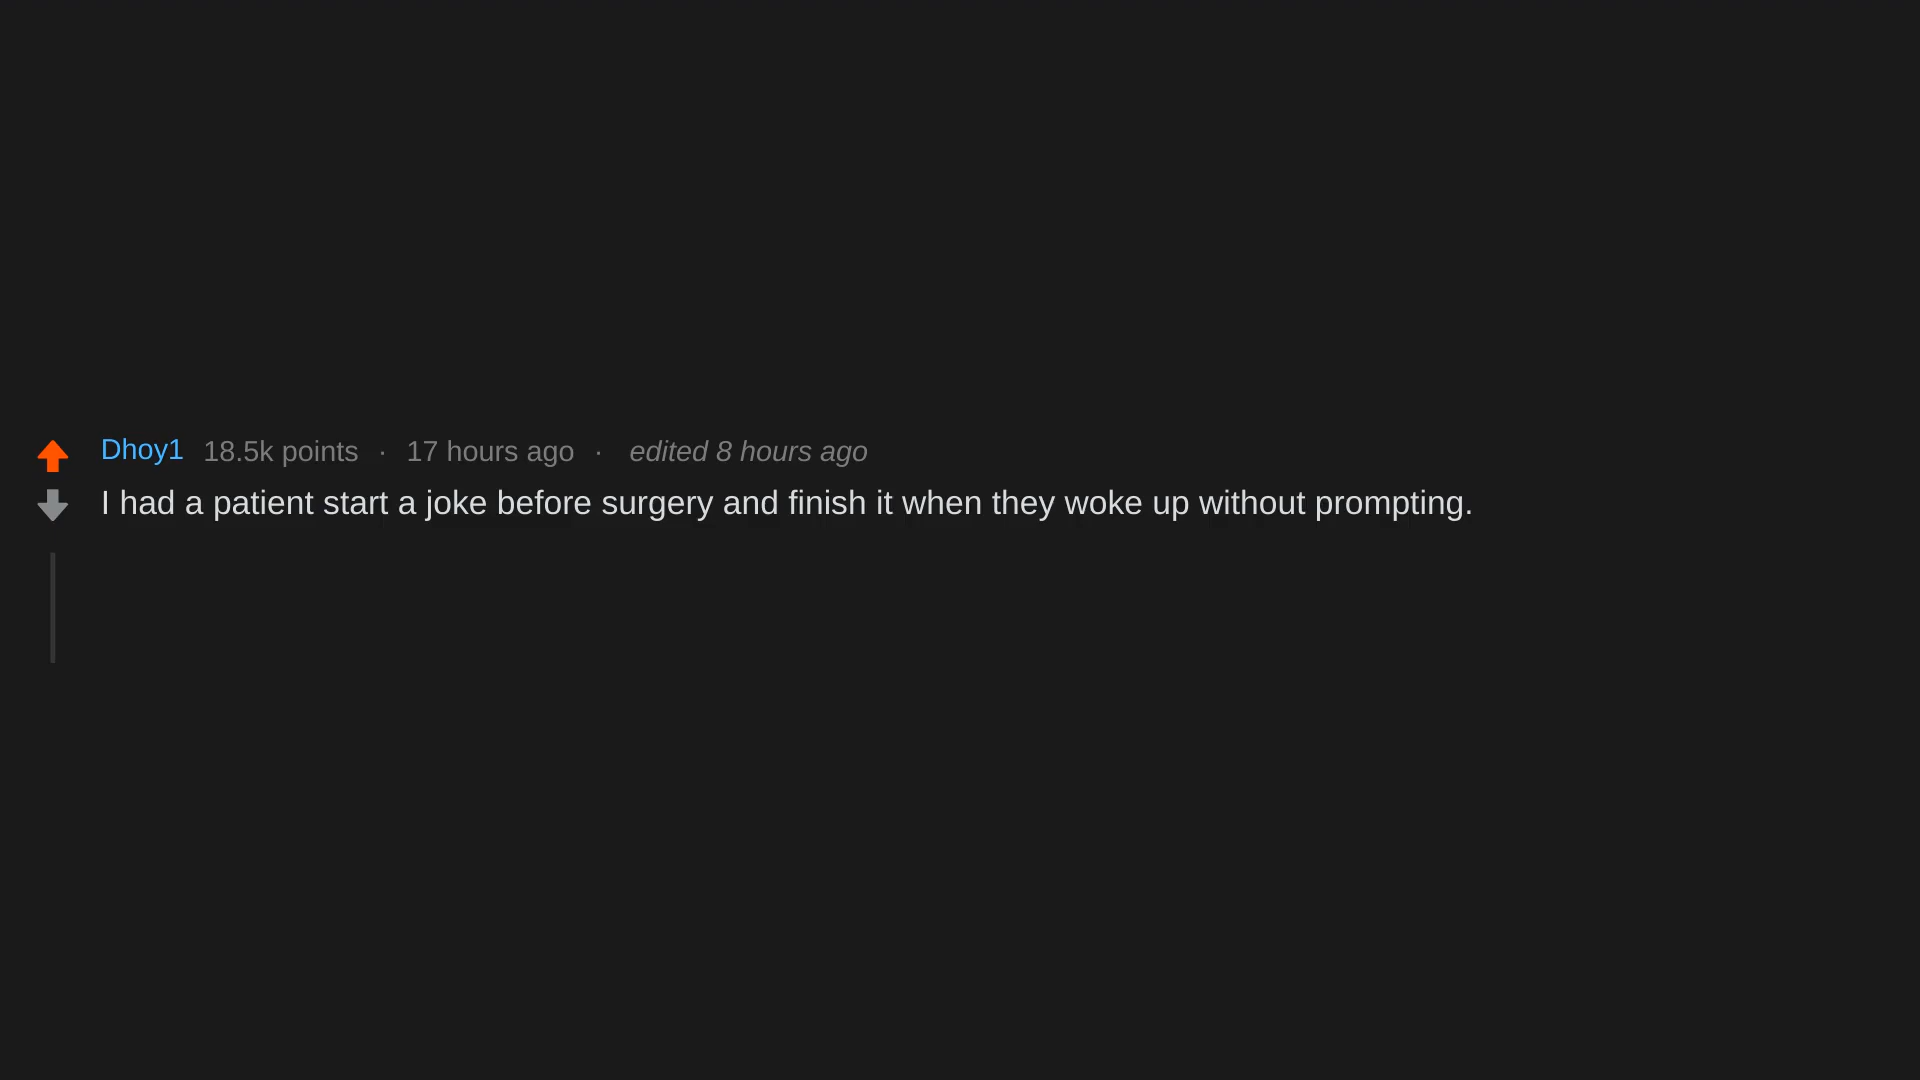 Dhoy1 18.5k points · 17 hours ago · edited 8 hours ago
I had a patient start a joke before surgery and finish it when they woke up without prompting.